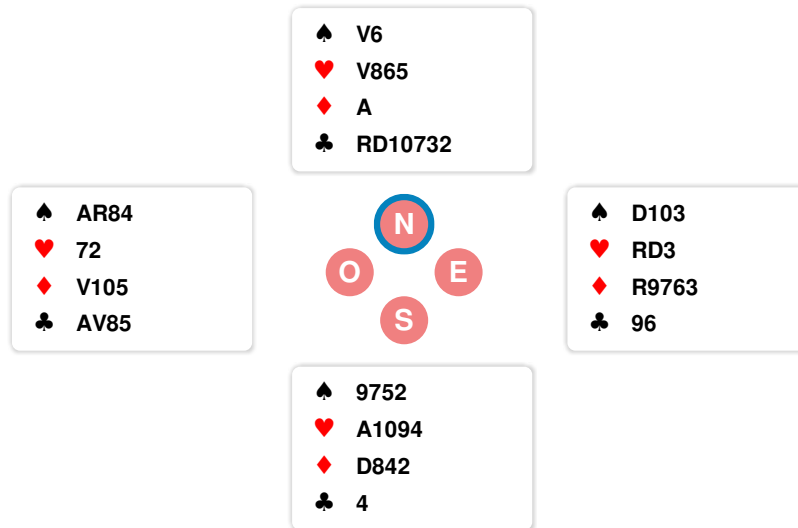 ♠ V6
♥ V865
♦ A
♣ RD10732
♠ AR84
♥ 72
♦ V105
♣ AV85
N
O E
S
♠ D103
♥ RD3
♦ R9763
♣ 96
♠ 9752
♥ A1094
♦ D842
♣ 4